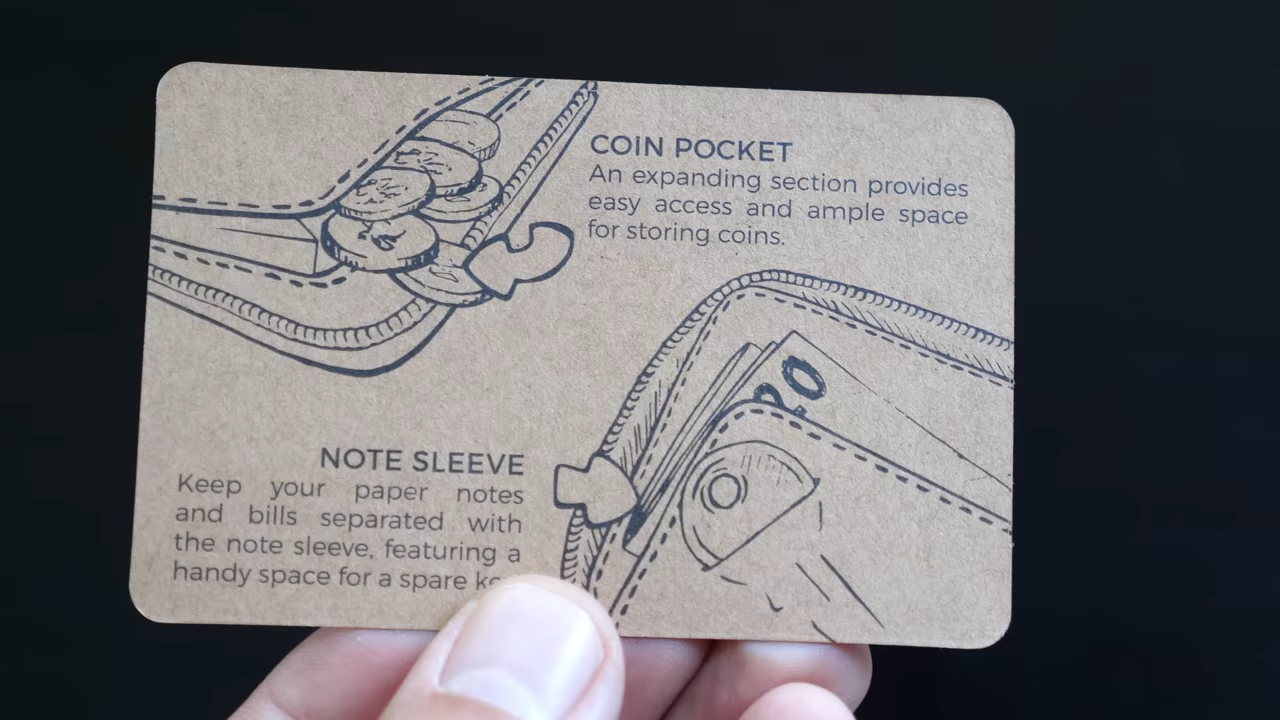 COIN POCKET
An expanding section provides
easy access and ample space
for storing coins.
20
NOTE SLEEVE
Keep your paper notes
and bills separated with
the note sleeve, featuring a
handy space for a spare